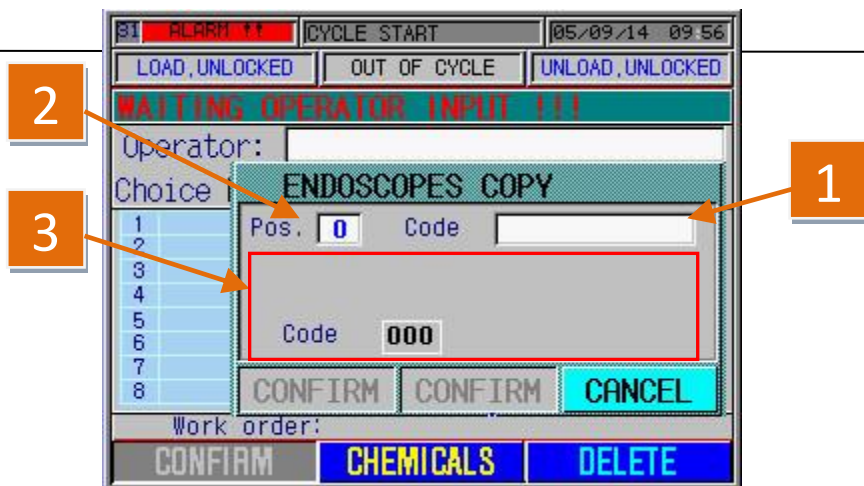 31 ALARM !! CYCLE START 05/09/14 09:56
LOAD,UNLOCKED OUT OF CYCLE UNLOAD,UNLOCKED
WAITING OPERATOR INPUT !!!
2
Operator:
ENDOSCOPES COPY
Choice
1
3
Pos. 0 Code
1
2
3
4
5
6
7
8
Code 000
CONFIRM CONFIRM CANCEL
Work order:
CONFIRM CHEMICALS DELETE